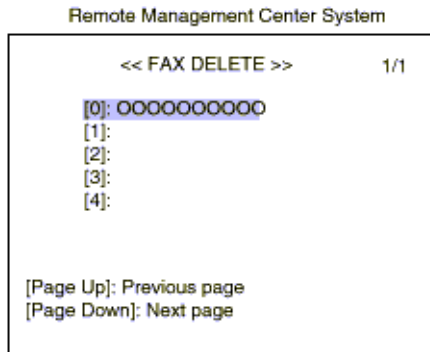 Remote Management Center System
<< FAX DELETE >> 1/1
[0]: OOOOOOOOOO
[1]:
[2]:
[3]:
[4]:
[Page Up]: Previous page
[Page Down]: Next page